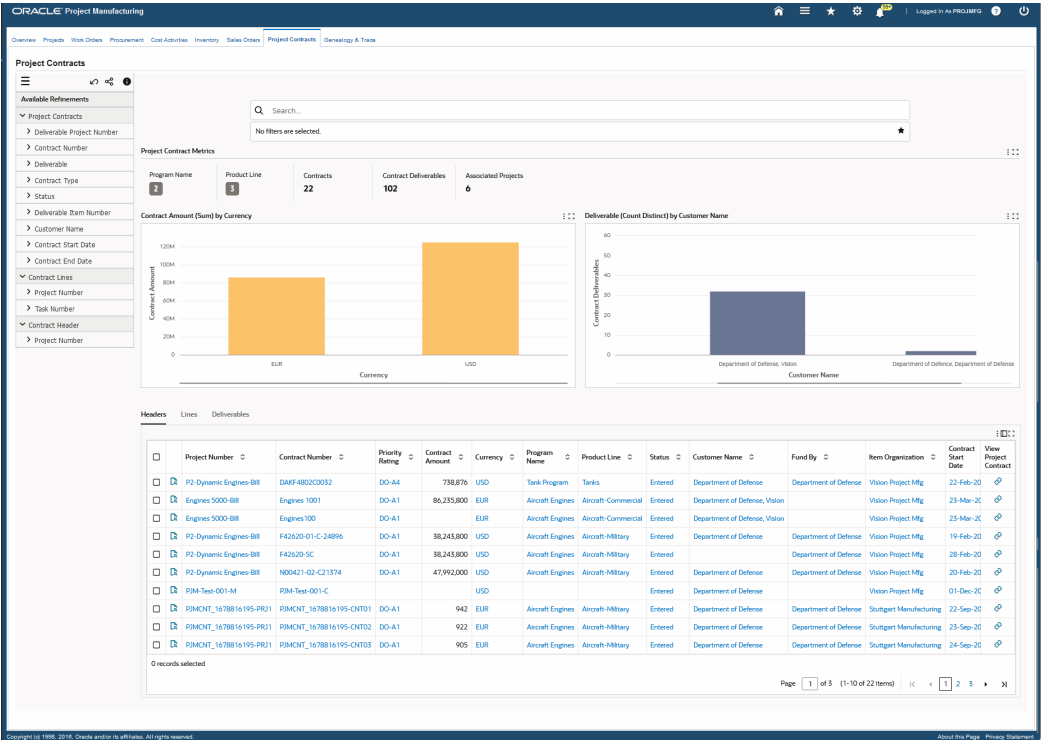 ORACLE Project Manufacturing
99+
Logged In As PROJMFG
Overview Projects Work Orders Procurement Cost Activities Inventory Sales Orders Project Contracts Genealogy & Trace
Project Contracts
Available Refinements
Project Contracts
Deliverable Project Number
Contract Number
Deliverable
Contract Type
Status
Deliverable Item Number
Customer Name
Contract Start Date
Contract End Date
Contract Lines
Project Number
Task Number
Contract Header
Project Number
Search...
No filters are selected.
Project Contract Metrics
Program Name Product Line Contracts Contract Deliverables Associated Projects
2 3 22 102 6
Contract Amount (Sum) by Currency
Contract Amount
120M
100M
80M
60M
40M
20M
0
EUR USD
Currency
Deliverable (Count Distinct) by Customer Name
Contract Deliverables
60
50
40
30
20
10
0
Department of Defense, Vision Department of Defence, Department of Defense
Customer Name
Headers Lines Deliverables
Project Number Contract Number Priority Rating Contract Amount Currency Program Name Product Line Status Customer Name Fund By Item Organization Contract Start Date View Project Contract
P2-Dynamic Engines-Bill DAKF4802C0032 DO-A4 738,876 USD Tank Program Tanks Entered Department of Defense Department of Defense Vision Project Mfg 22-Feb-20
Engines 5000-Bill Engines 1001 DO-A1 86,235,800 EUR Aircraft Engines Aircraft-Commercial Entered Department of Defense, Vision Vision Project Mfg 23-Mar-20
Engines 5000-Bill Engines100 DO-A1 EUR Aircraft Engines Aircraft-Commercial Entered Department of Defense, Vision Vision Project Mfg 23-Mar-20
P2-Dynamic Engines-Bill F42620-01-C-24896 DO-A1 38,243,800 USD Aircraft Engines Aircraft-Military Entered Department of Defense Department of Defense Vision Project Mfg 19-Feb-20
P2-Dynamic Engines-Bill F42620-SC DO-A1 38,243,800 USD Aircraft Engines Aircraft-Military Entered Department of Defense Vision Project Mfg 28-Feb-20
P2-Dynamic Engines-Bill N00421-02-C21374 DO-A1 47,992,000 USD Aircraft Engines Aircraft-Military Entered Department of Defense Department of Defense Vision Project Mfg 20-Feb-20
PJM-Test-001-M PJM-Test-001-C USD Entered Department of Defense Vision Project Mfg 01-Dec-20
PJMCNT_1678816195-PRJ1 PJMCNT_1678816195-CNT01 DO-A1 942 EUR Aircraft Engines Aircraft-Military Entered Department of Defense Department of Defense Stuttgart Manufacturing 22-Sep-20
PJMCNT_1678816195-PRJ1 PJMCNT_1678816195-CNT02 DO-A1 922 EUR Aircraft Engines Aircraft-Military Entered Department of Defense Department of Defense Stuttgart Manufacturing 23-Sep-20
PJMCNT_1678816195-PRJ1 PJMCNT_1678816195-CNT03 DO-A1 905 EUR Aircraft Engines Aircraft-Military Entered Department of Defense Department of Defense Stuttgart Manufacturing 24-Sep-20
0 records selected
Page 1 of 3 (1-10 of 22 items) 1 2 3
Copyright (c) 1998, 2016, Oracle and/or its affiliates. All rights reserved.
About this Page Privacy Statement